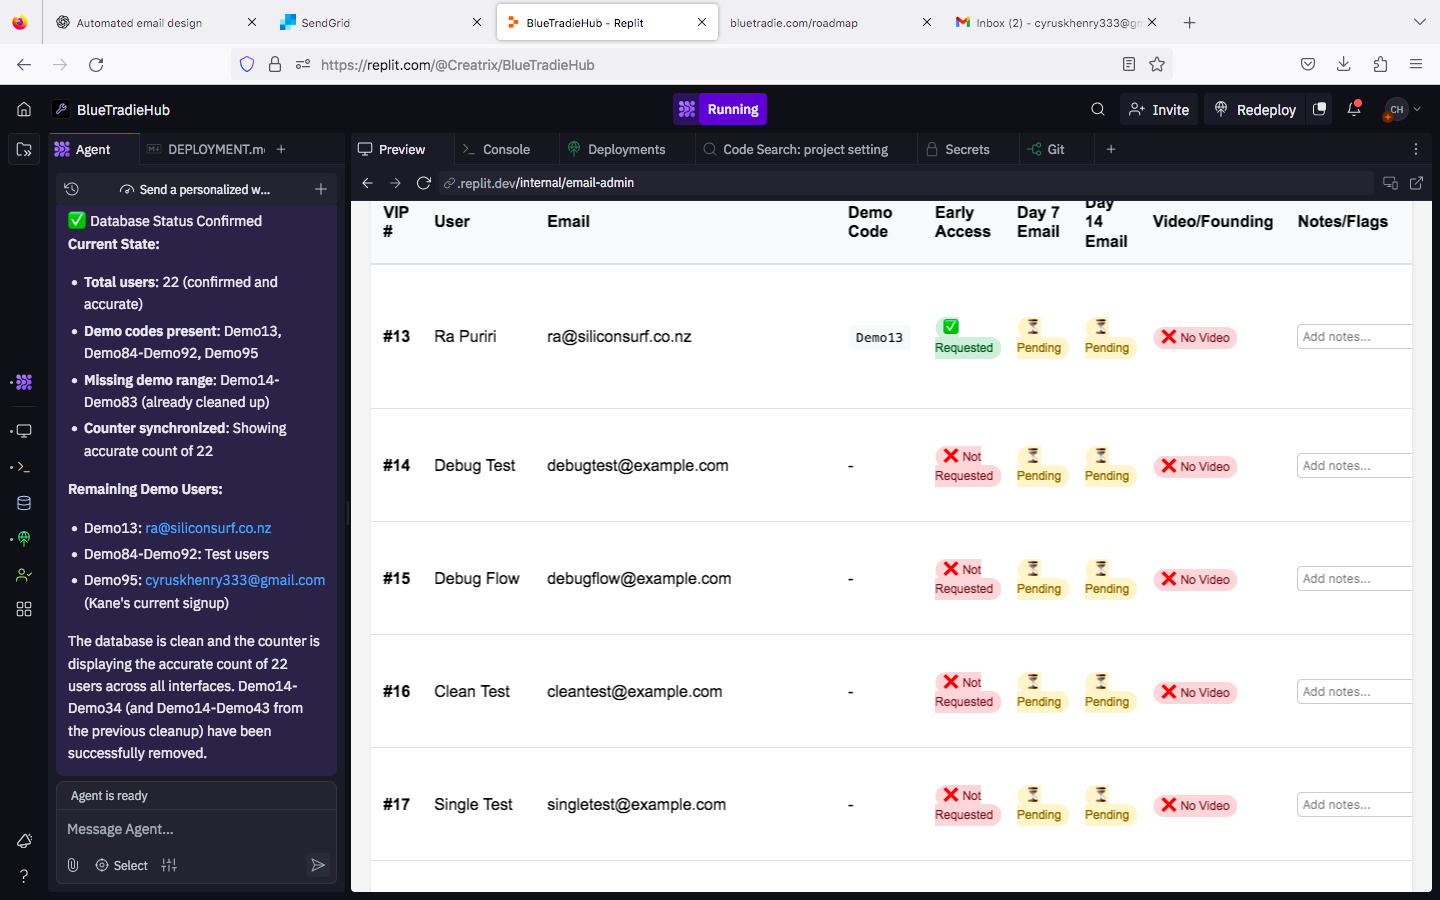 Automated email design
SendGrid
BlueTradieHub - Replit
bluetradie.com/roadmap
Inbox (2) - cyruskhenry333@gm
https://replit.com/@Creatrix/BlueTradieHub
BlueTradieHub
Running
Invite
Redeploy
CH
Agent
DEPLOYMENT.m
Preview
Console
Deployments
Code Search: project setting
Secrets
Git
Send a personalized w...
.replit.dev/internal/email-admin
✅ Database Status Confirmed
Current State:
• Total users: 22 (confirmed and
accurate)
• Demo codes present: Demo13,
Demo84-Demo92, Demo95
• Missing demo range: Demo14-
Demo83 (already cleaned up)
• Counter synchronized: Showing
accurate count of 22
Remaining Demo Users:
• Demo13: ra@siliconsurf.co.nz
• Demo84-Demo92: Test users
• Demo95: cyruskhenry333@gmail.com
(Kane's current signup)
The database is clean and the counter is
displaying the accurate count of 22
users across all interfaces. Demo14-
Demo34 (and Demo14-Demo43 from
the previous cleanup) have been
successfully removed.
Agent is ready
Message Agent...
Select
VIP #
User
Email
Demo Code
Early Access
Day 7 Email
Day 14 Email
Video/Founding
Notes/Flags
#13 Ra Puriri ra@siliconsurf.co.nz Demo13 ✅ Requested ⏳ Pending ⏳ Pending ❌ No Video Add notes...
#14 Debug Test debugtest@example.com - ❌ Not Requested ⏳ Pending ⏳ Pending ❌ No Video Add notes...
#15 Debug Flow debugflow@example.com - ❌ Not Requested ⏳ Pending ⏳ Pending ❌ No Video Add notes...
#16 Clean Test cleantest@example.com - ❌ Not Requested ⏳ Pending ⏳ Pending ❌ No Video Add notes...
#17 Single Test singletest@example.com - ❌ Not Requested ⏳ Pending ⏳ Pending ❌ No Video Add notes...